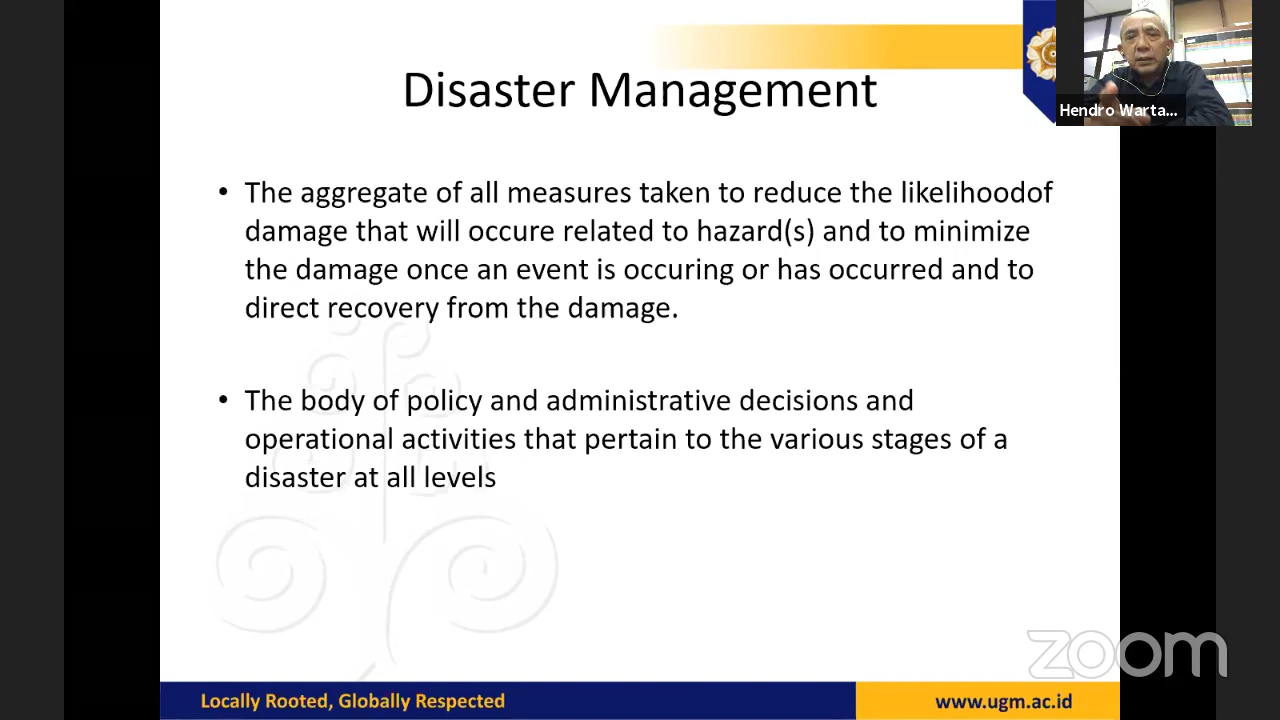 Disaster Management
Hendro Warta...
• The aggregate of all measures taken to reduce the likelihoodof
damage that will occure related to hazard(s) and to minimize
the damage once an event is occuring or has occurred and to
direct recovery from the damage.
• The body of policy and administrative decisions and
operational activities that pertain to the various stages of a
disaster at all levels
zoom
Locally Rooted, Globally Respected
www.ugm.ac.id